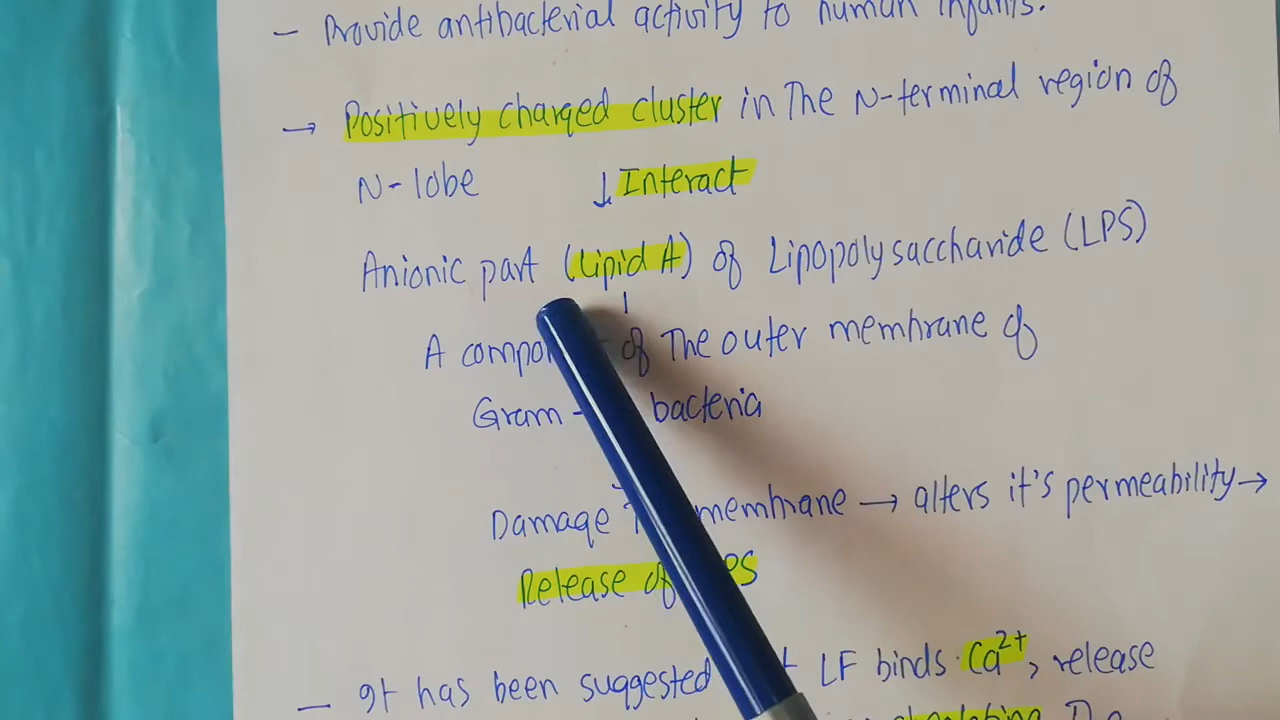 - Provide antibacterial activity to human infants.
→ Positively charged cluster in The N-terminal region of
N-lobe ↓ Interact
Anionic part (Lipid A) of Lipopolysaccharide (LPS)
A of The outer membrane of
Gram - bacteria
Damage membrane → alters it's permeability →
Release of
- It has been suggested LF binds Ca²⁺, release
chelating